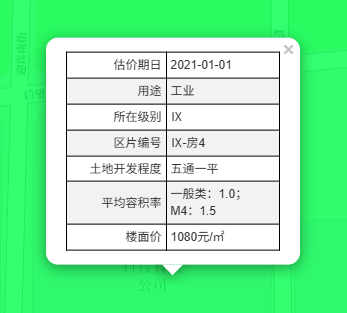 ×
估价期日 2021-01-01
用途 工业
所在级别 IX
区片编号 IX-房4
土地开发程度 五通一平
平均容积率 一般类：1.0；
M4：1.5
楼面价 1080元/㎡
公司